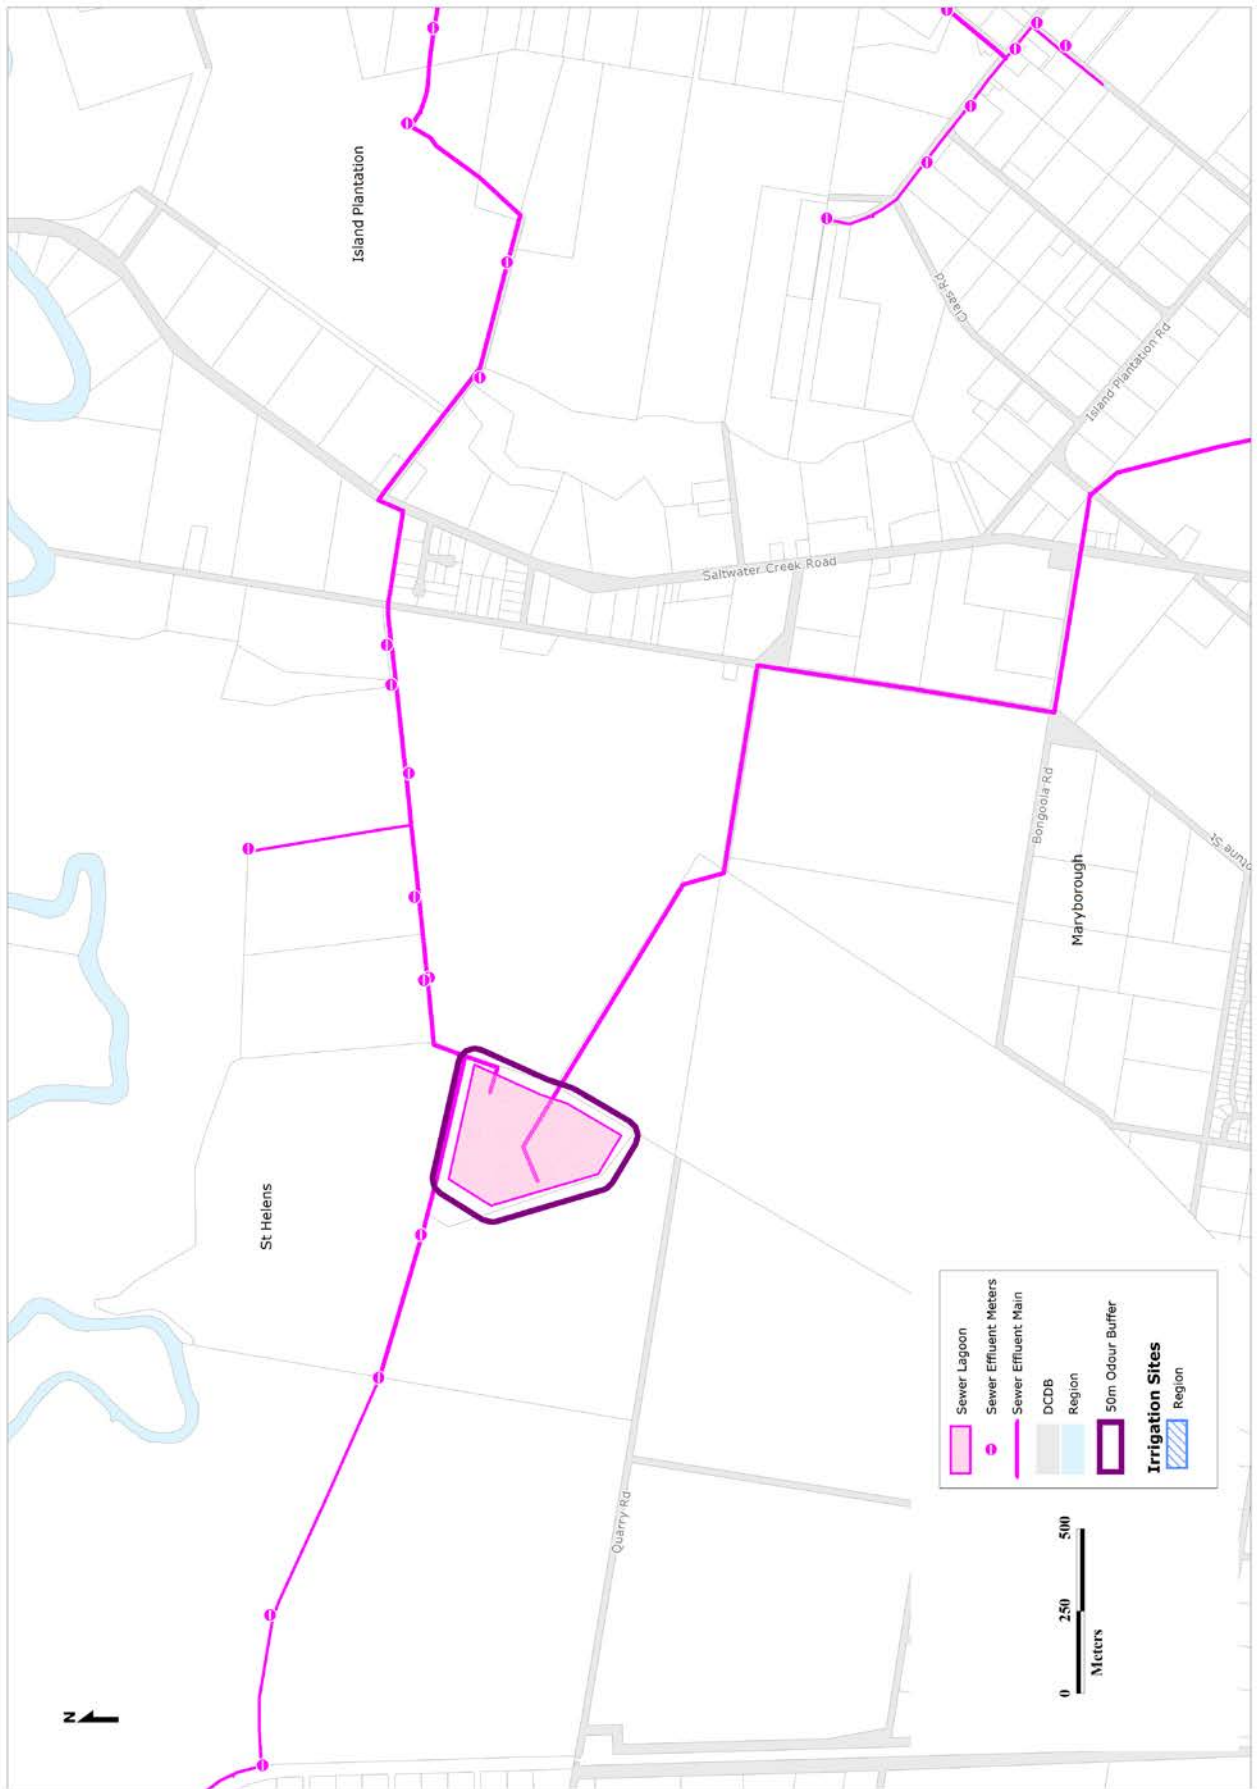 Island Plantation
Claas Rd
Island Plantation Rd
Saltwater Creek Road
Bongoola Rd
Maryborough
St Helens
Quarry Rd
N
Sewer Lagoon
Sewer Effluent Meters
Sewer Effluent Main
DCDB
Region
50m Odour Buffer
Irrigation Sites
Region
0 250 500
Meters